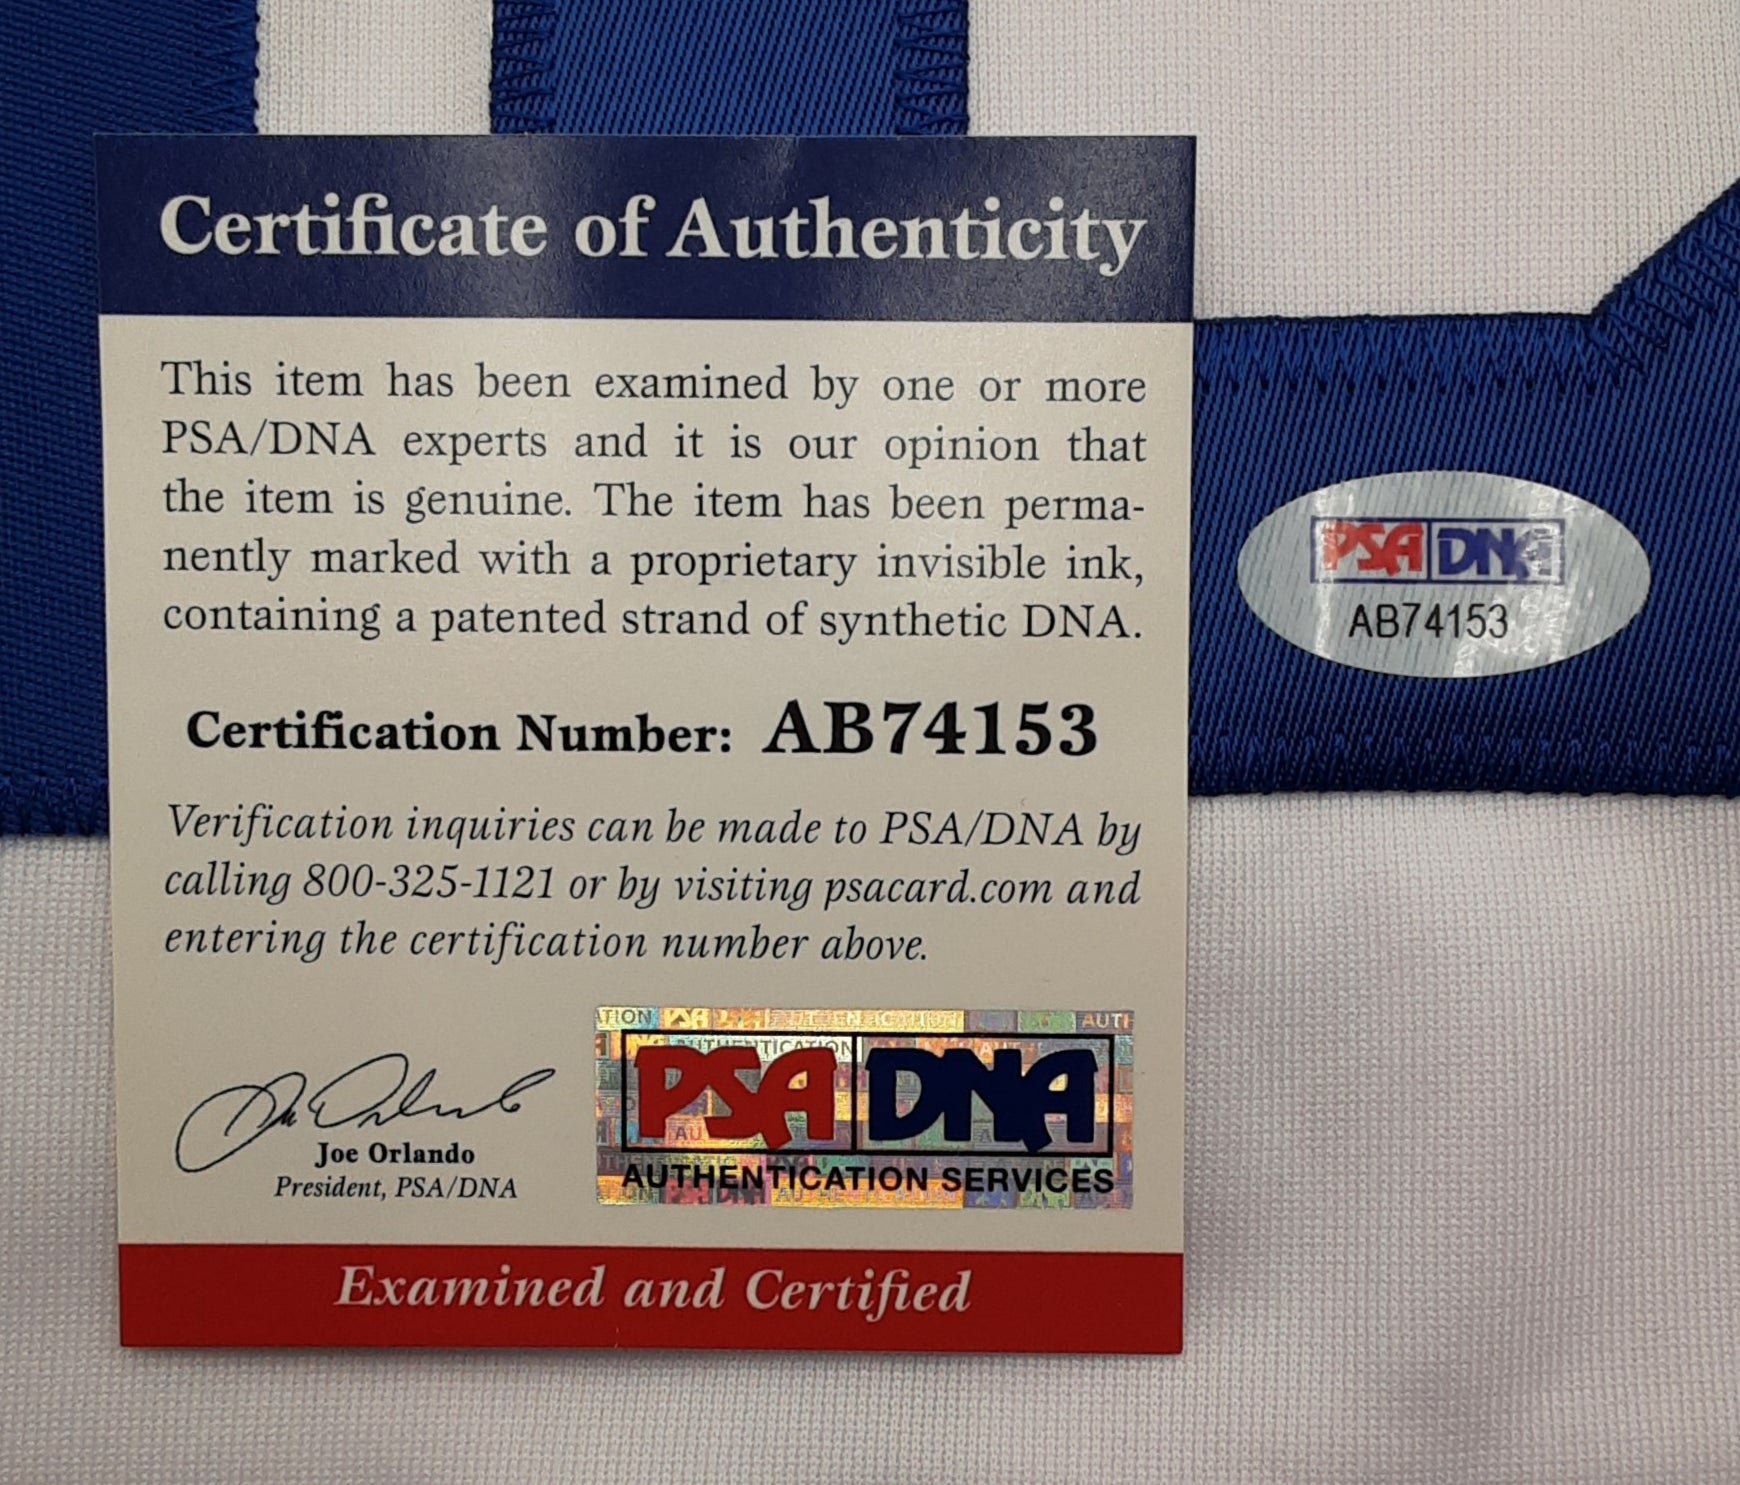 Certificate of Authenticity
This item has been examined by one or more
PSA/DNA experts and it is our opinion that
the item is genuine. The item has been perma-
nently marked with a proprietary invisible ink,
containing a patented strand of synthetic DNA.
Certification Number: AB74153
Verification inquiries can be made to PSA/DNA by
calling 800-325-1121 or by visiting psacard.com and
entering the certification number above.
Joe Orlando
President, PSA/DNA
PSA DNA
AUTHENTICATION SERVICES
Examined and Certified
PSA DNA
AB74153